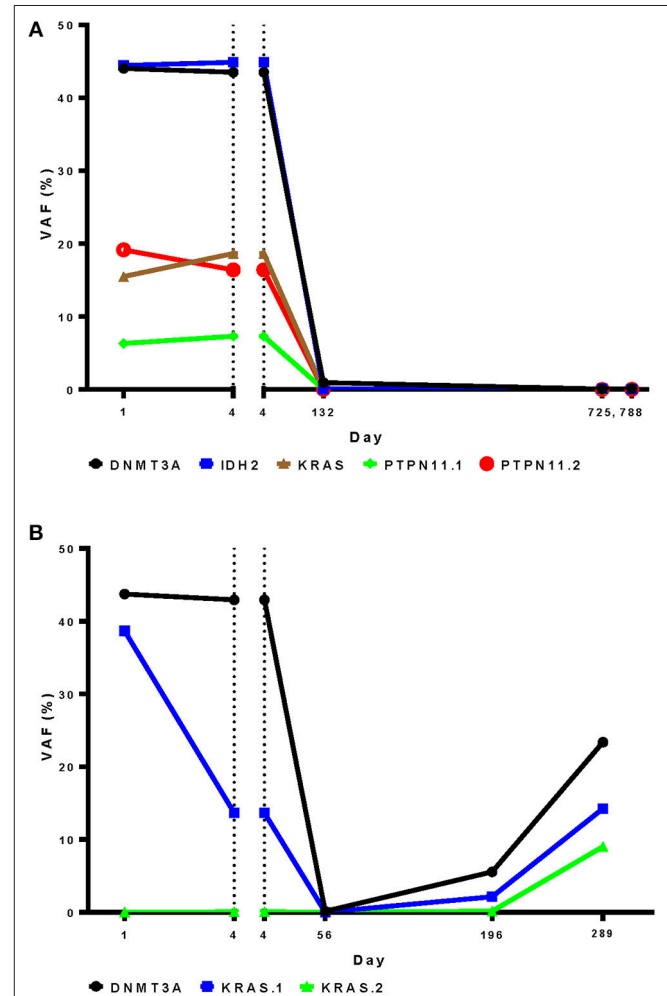 A
50
40
30
20
10
0
VAF (%)
1 4 4 132 725, 788
Day
DNMT3A IDH2 KRAS PTPN11.1 PTPN11.2
B
50
40
30
20
10
0
VAF (%)
1 4 4 56 196 289
Day
DNMT3A KRAS.1 KRAS.2